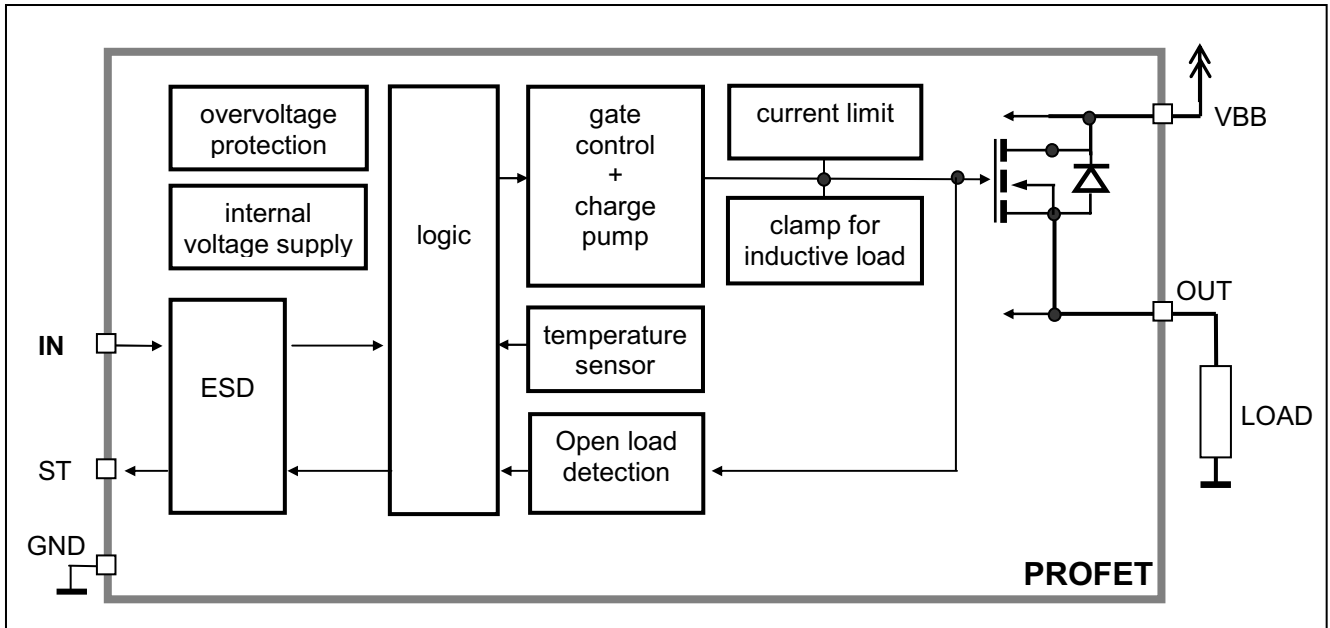 overvoltage
protection
internal
voltage supply
logic
gate
control
+
charge
pump
current limit
clamp for
inductive load
VBB
OUT
IN
ESD
temperature
sensor
ST
Open load
detection
LOAD
GND
PROFET